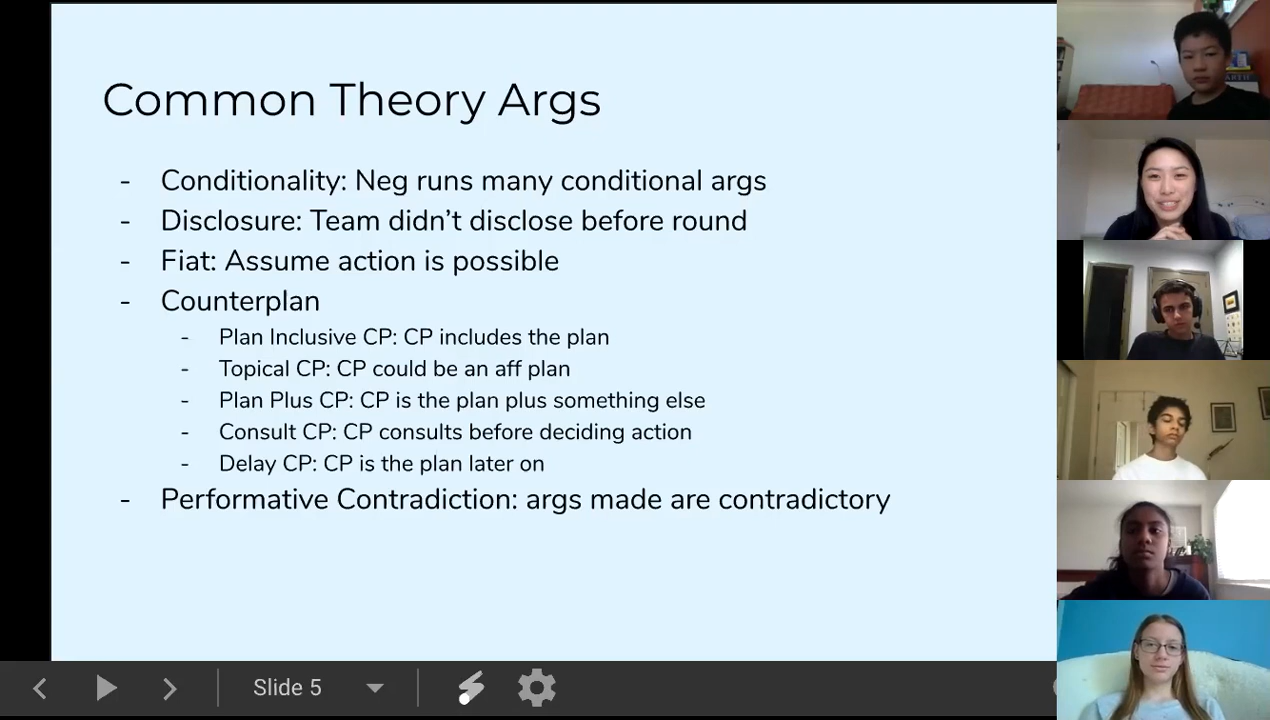 Common Theory Args
- Conditionality: Neg runs many conditional args
- Disclosure: Team didn’t disclose before round
- Fiat: Assume action is possible
- Counterplan
- Plan Inclusive CP: CP includes the plan
- Topical CP: CP could be an aff plan
- Plan Plus CP: CP is the plan plus something else
- Consult CP: CP consults before deciding action
- Delay CP: CP is the plan later on
- Performative Contradiction: args made are contradictory
Slide 5